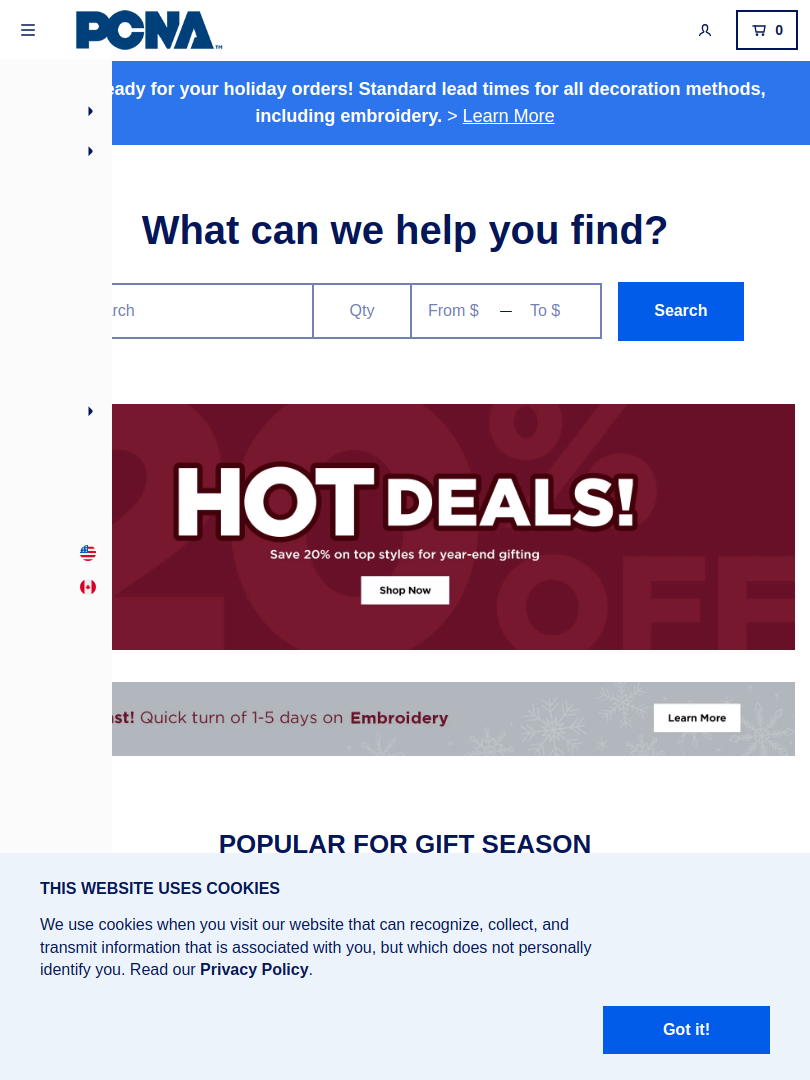 PCNA™
0
eady for your holiday orders! Standard lead times for all decoration methods,
including embroidery. > Learn More
What can we help you find?
rch
Qty
From $ — To $
Search
20%
OFF
HOT DEALS!
Save 20% on top styles for year-end gifting
Shop Now
st! Quick turn of 1-5 days on Embroidery
Learn More
POPULAR FOR GIFT SEASON
THIS WEBSITE USES COOKIES
We use cookies when you visit our website that can recognize, collect, and
transmit information that is associated with you, but which does not personally
identify you. Read our Privacy Policy.
Got it!